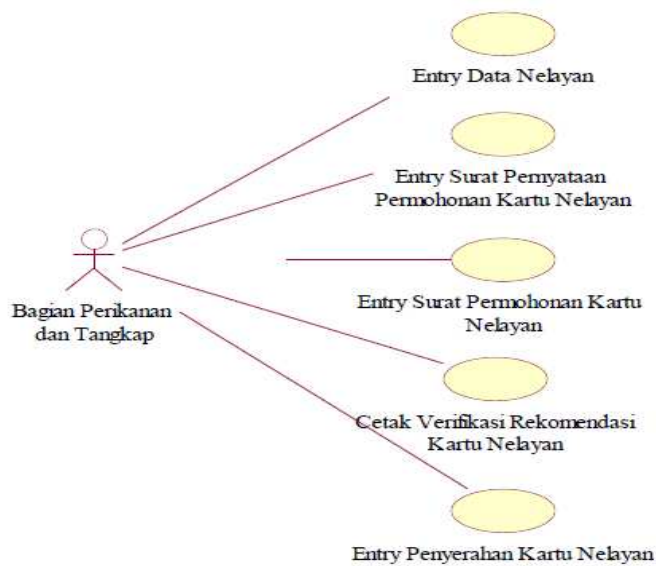 Entry Data Nelayan
Entry Surat Pernyataan
Permohonan Kartu Nelayan
Bagian Perikanan
dan Tangkap
Entry Surat Permohonan Kartu
Nelayan
Cetak Verifikasi Rekomendasi
Kartu Nelayan
Entry Penyerahan Kartu Nelayan